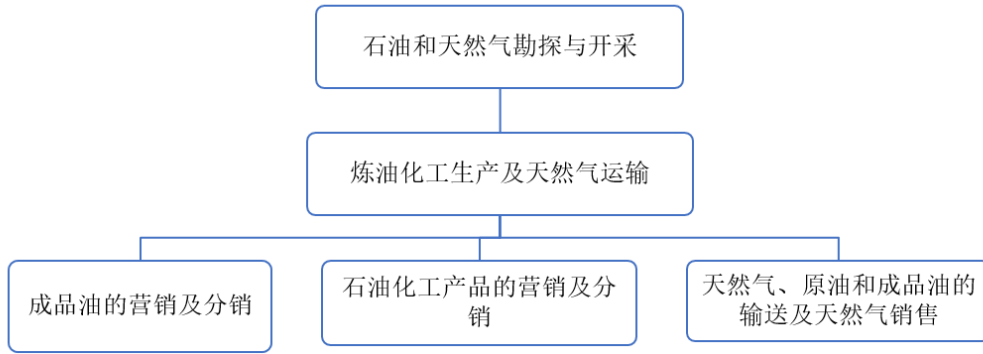 石油和天然气勘探与开采
炼油化工生产及天然气运输
成品油的营销及分销
石油化工产品的营销及分
销
天然气、原油和成品油的
输送及天然气销售